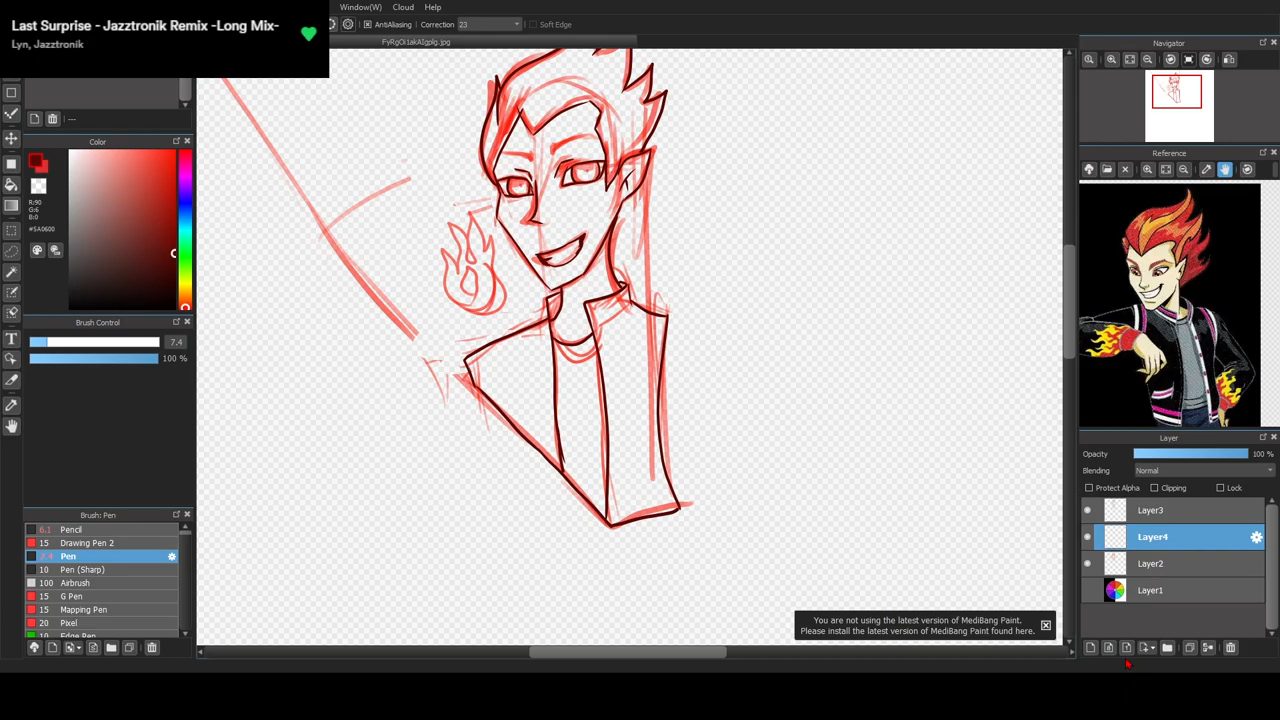 Last Surprise - Jazztronik Remix -Long Mix-
Lyn, Jazztronik
Window(W) Cloud Help
AntiAliasing Correction 23 Soft Edge
FyRgOi1akAIgplg.jpg
Navigator
---
Color
R:90
G:6
B:0
#5A0600
Reference
Brush Control
7.4
100 %
Layer
Opacity 100 %
Blending Normal
Protect Alpha Clipping Lock
Layer3
Layer4
Layer2
Layer1
Brush: Pen
6.1 Pencil
15 Drawing Pen 2
7.4 Pen
10 Pen (Sharp)
100 Airbrush
15 G Pen
15 Mapping Pen
20 Pixel
10 Edge Pen
You are not using the latest version of MediBang Paint.
Please install the latest version of MediBang Paint found here.